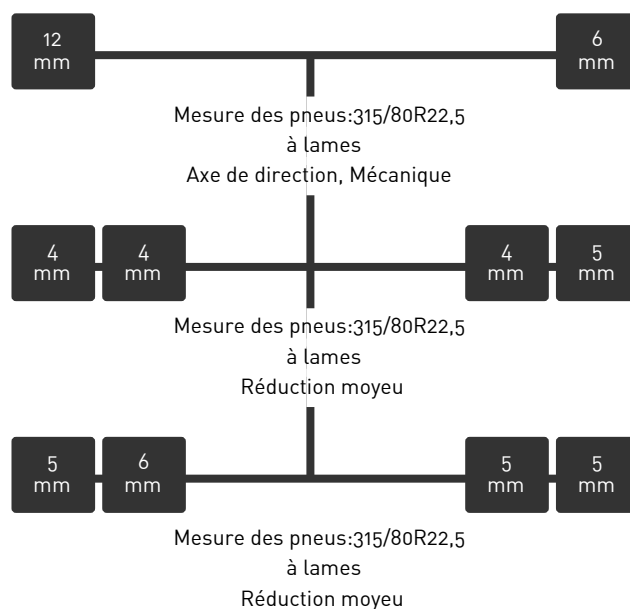 12
mm
6
mm
Mesure des pneus:315/80R22,5
à lames
Axe de direction, Mécanique
4
mm
4
mm
4
mm
5
mm
Mesure des pneus:315/80R22,5
à lames
Réduction moyeu
5
mm
6
mm
5
mm
5
mm
Mesure des pneus:315/80R22,5
à lames
Réduction moyeu